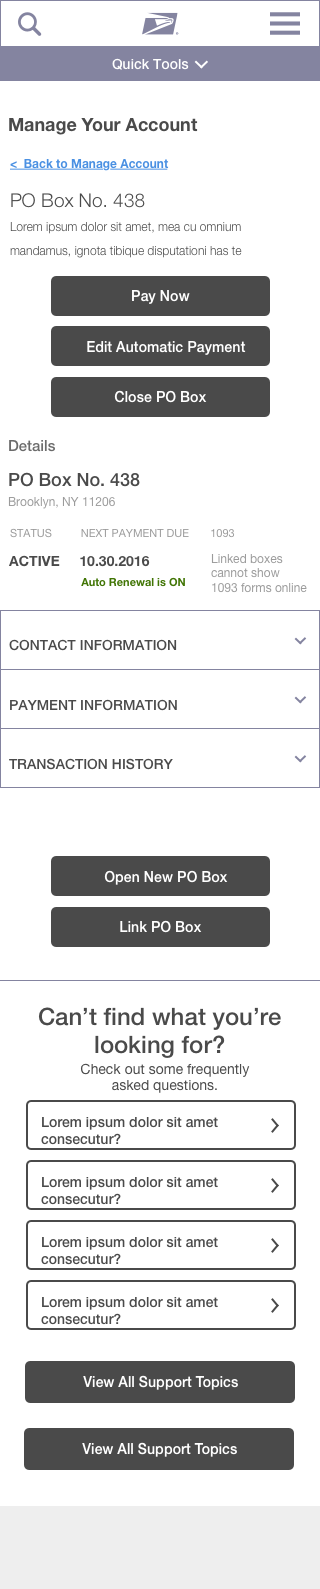 Quick Tools
Manage Your Account
< Back to Manage Account
PO Box No. 438
Lorem ipsum dolor sit amet, mea cu omnium
mandamus, ignota tibique disputationi has te
Pay Now
Edit Automatic Payment
Close PO Box
Details
PO Box No. 438
Brooklyn, NY 11206
STATUS NEXT PAYMENT DUE 1093
ACTIVE 10.30.2016 Linked boxes
cannot show
Auto Renewal is ON 1093 forms online
CONTACT INFORMATION
PAYMENT INFORMATION
TRANSACTION HISTORY
Open New PO Box
Link PO Box
Can’t find what you’re
looking for?
Check out some frequently
asked questions.
Lorem ipsum dolor sit amet
consecutur?
Lorem ipsum dolor sit amet
consecutur?
Lorem ipsum dolor sit amet
consecutur?
Lorem ipsum dolor sit amet
consecutur?
View All Support Topics
View All Support Topics